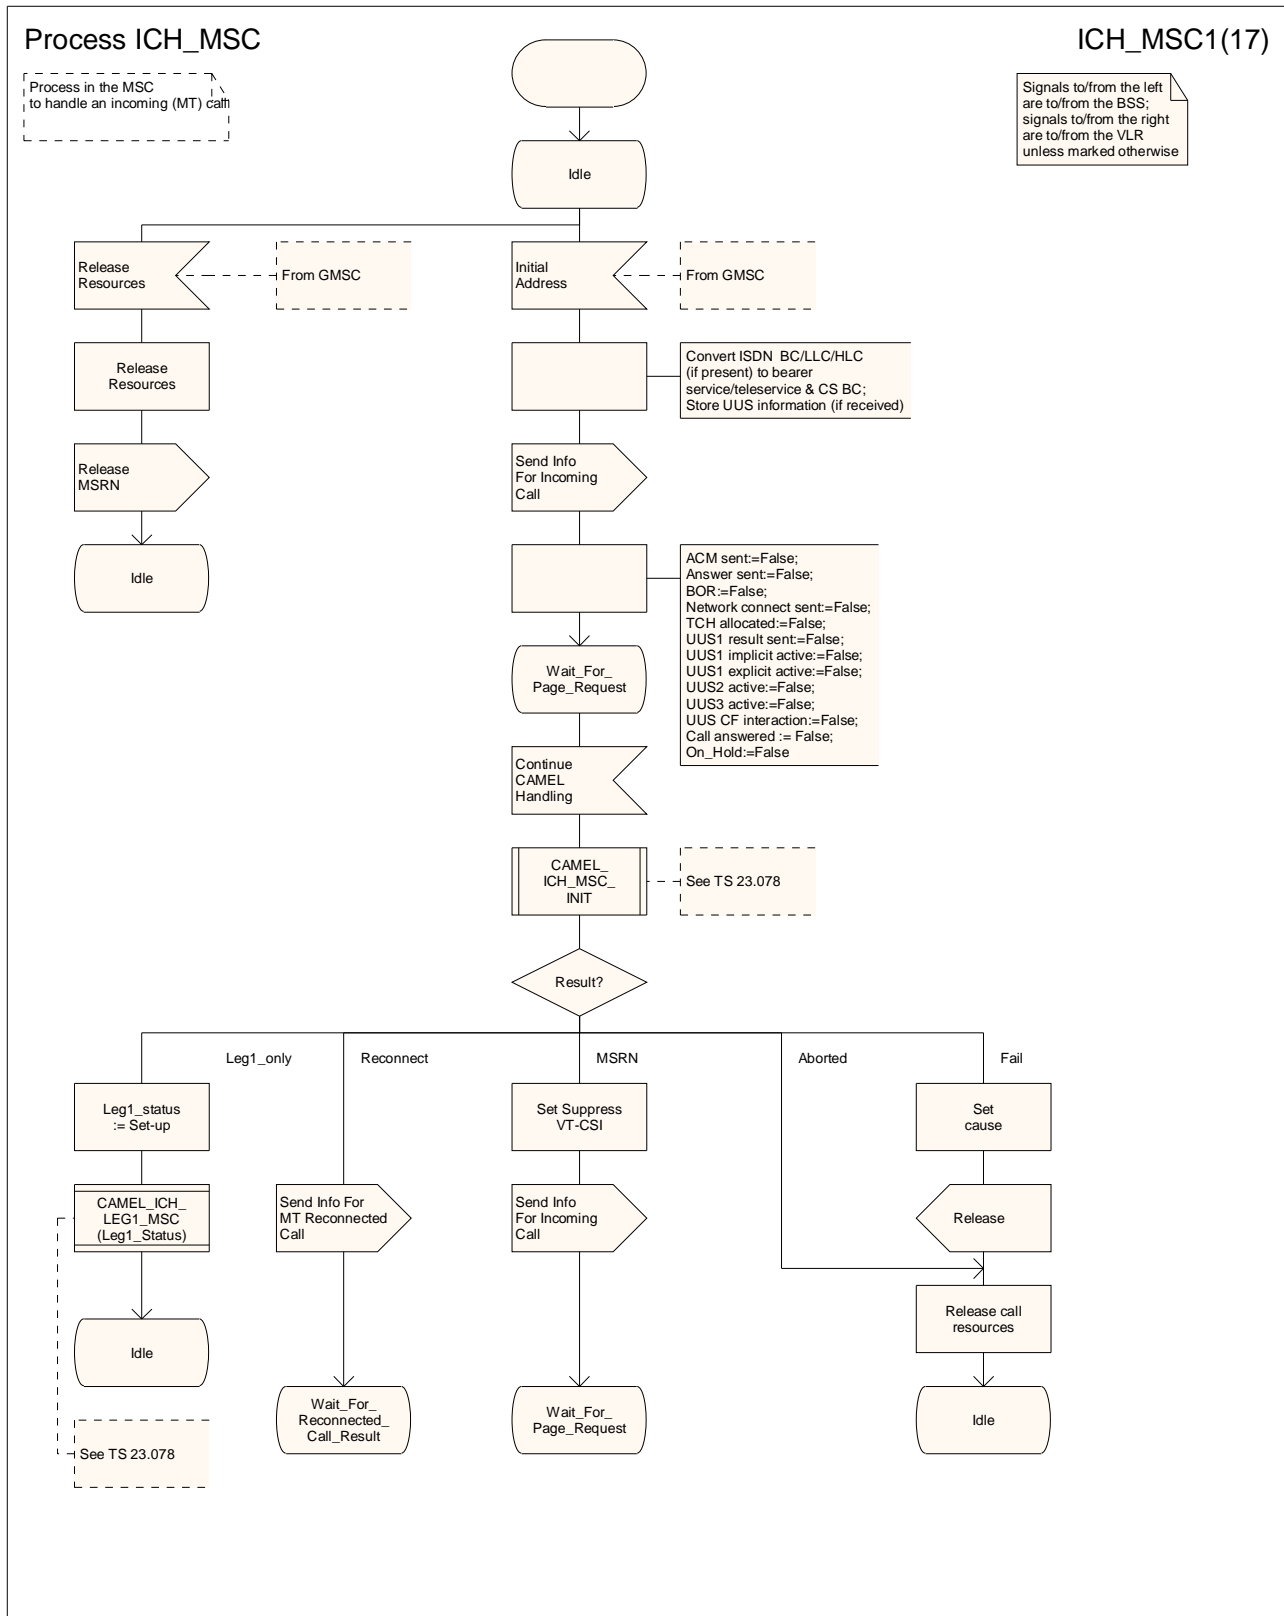 Process ICH_MSC
ICH_MSC1(17)
Process in the MSC
to handle an incoming (MT) call
Signals to/from the left
are to/from the BSS;
signals to/from the right
are to/from the VLR
unless marked otherwise
Idle
Release
Resources
From GMSC
Initial
Address
From GMSC
Release
Resources
Convert ISDN BC/LLC/HLC
(if present) to bearer
service/teleservice & CS BC;
Store UUS information (if received)
Release
MSRN
Send Info
For Incoming
Call
Idle
ACM sent:=False;
Answer sent:=False;
BOR:=False;
Network connect sent:=False;
TCH allocated:=False;
UUS1 result sent:=False;
UUS1 implicit active:=False;
UUS1 explicit active:=False;
UUS2 active:=False;
UUS3 active:=False;
UUS CF interaction:=False;
Call answered := False;
On_Hold:=False
Wait_For_
Page_Request
Continue
CAMEL
Handling
CAMEL_
ICH_MSC_
INIT
See TS 23.078
Result?
Leg1_only
Reconnect
MSRN
Aborted
Fail
Leg1_status
:= Set-up
Set Suppress
VT-CSI
Set
cause
CAMEL_ICH_
LEG1_MSC
(Leg1_Status)
Send Info For
MT Reconnected
Call
Send Info
For Incoming
Call
Release
Release call
resources
Idle
Wait_For_
Reconnected_
Call_Result
Wait_For_
Page_Request
Idle
See TS 23.078